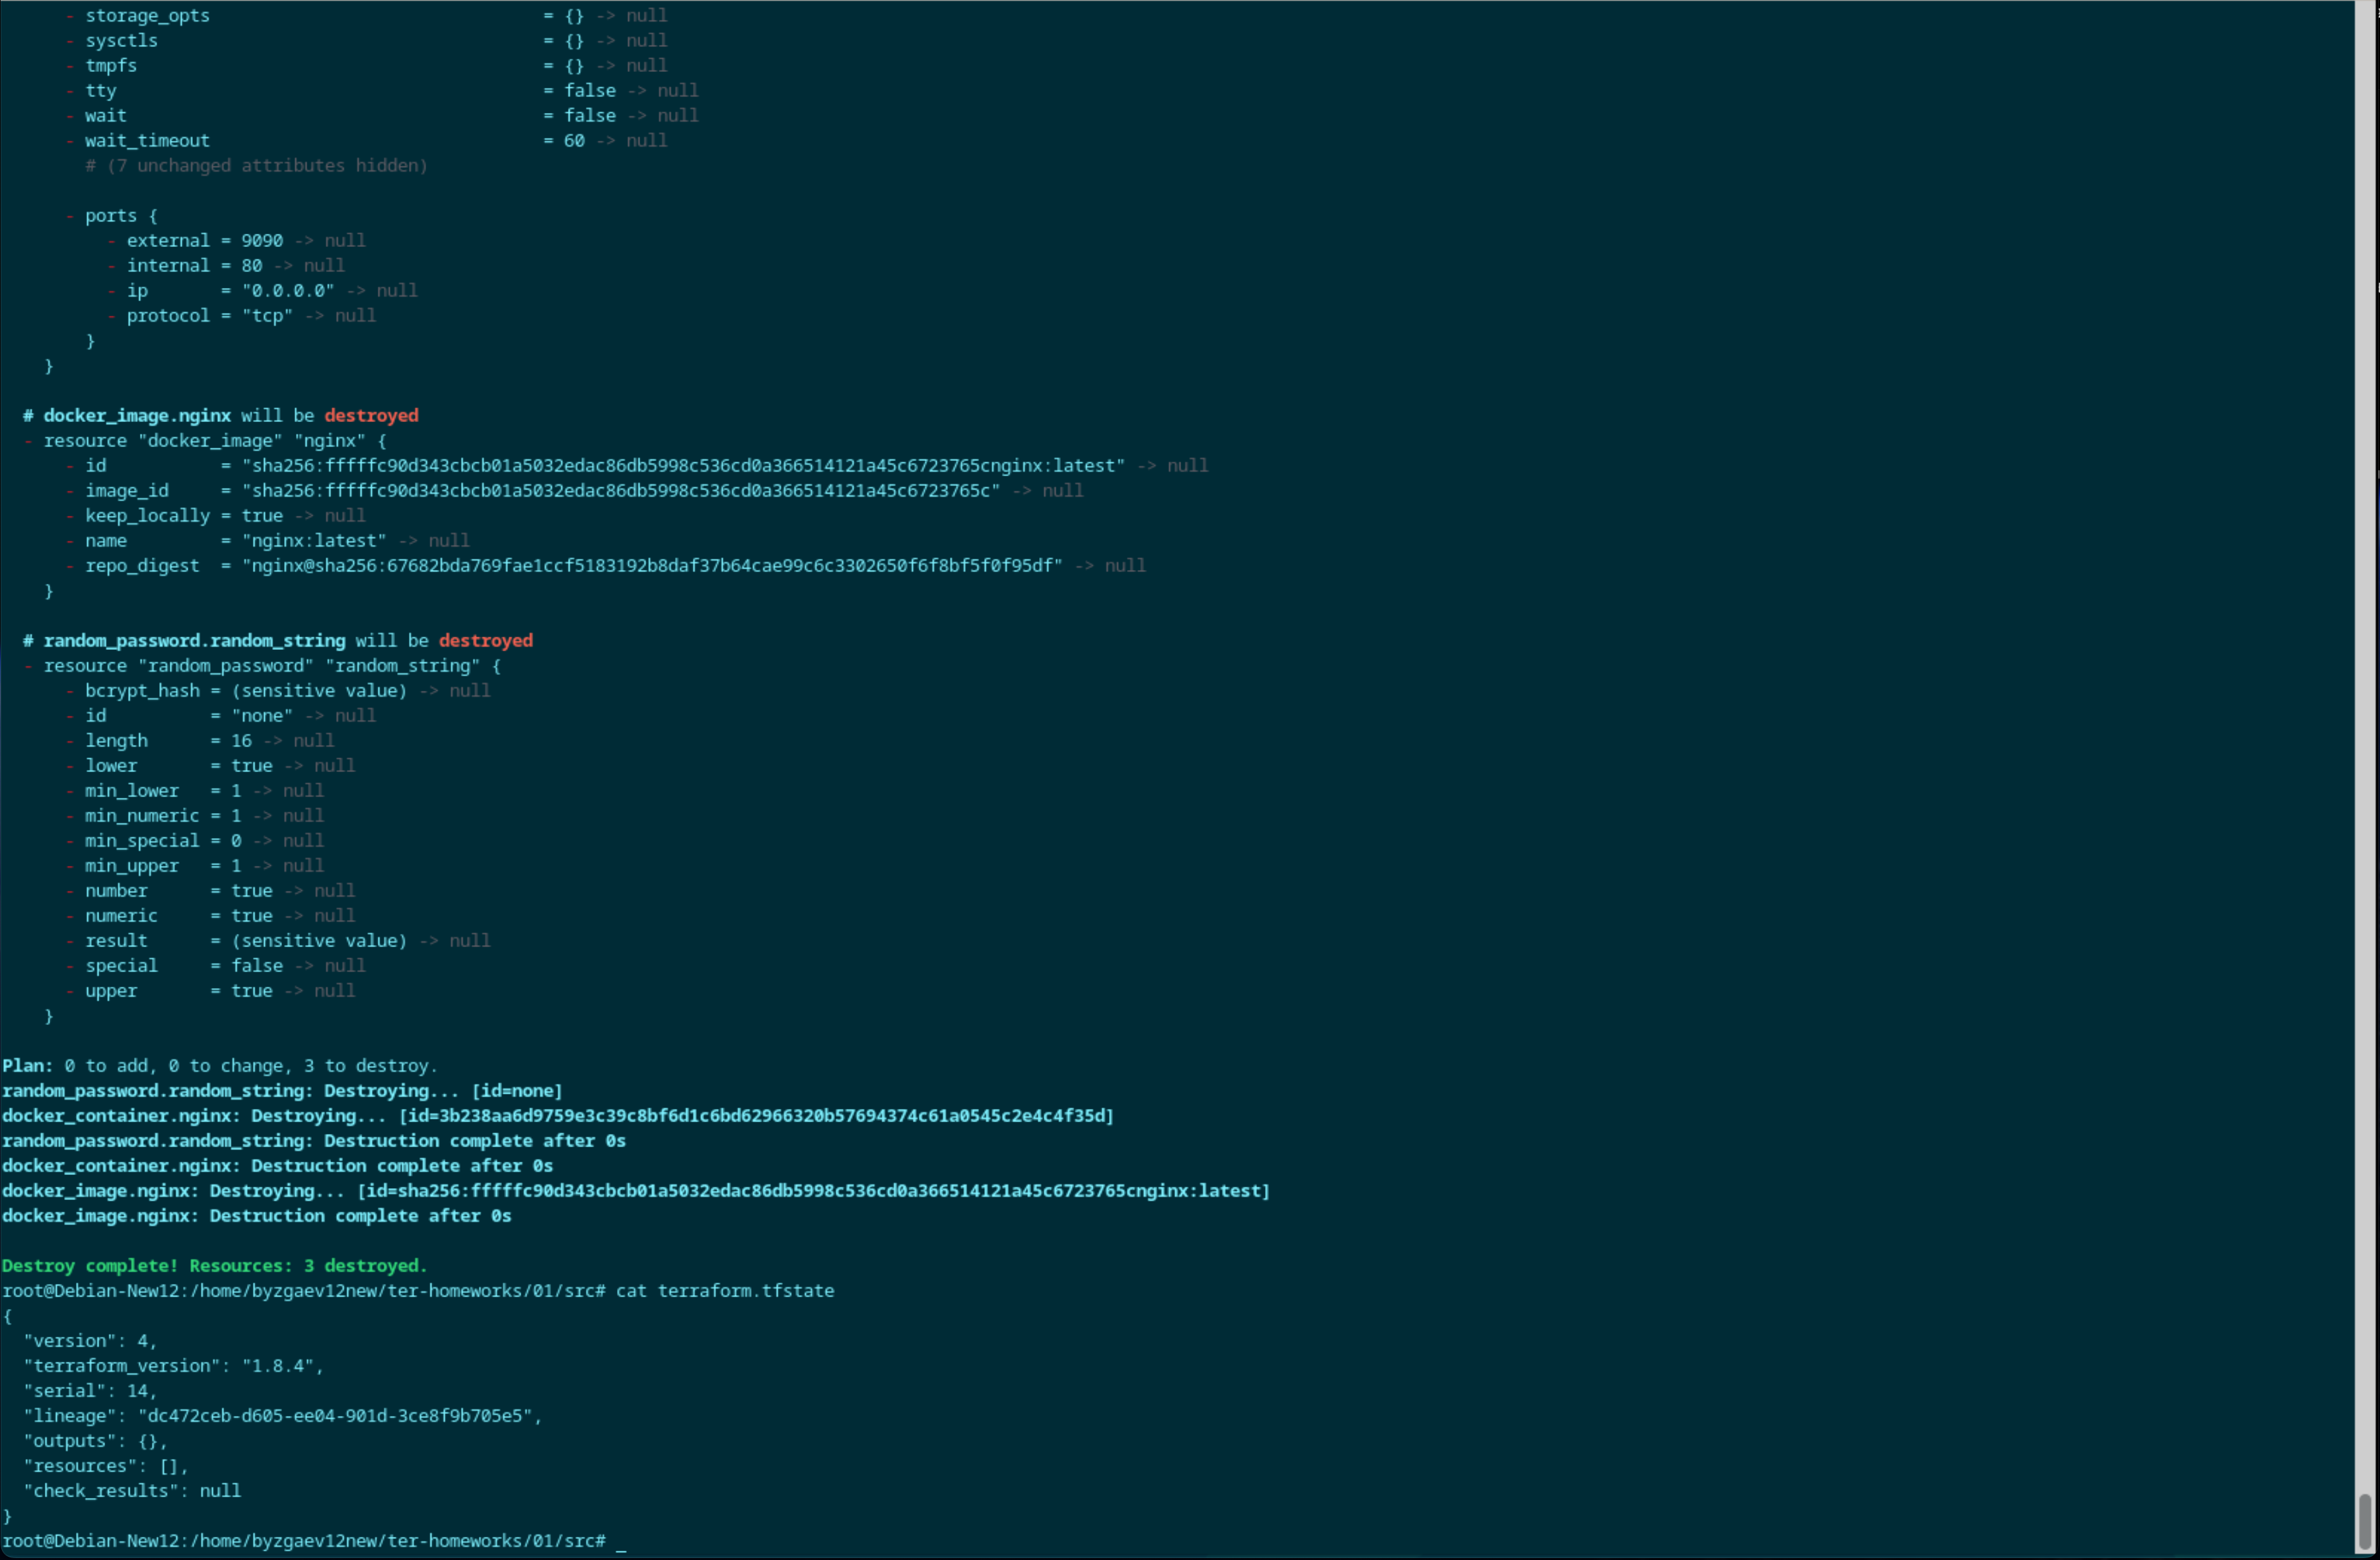 - storage_opts                                = {} -> null
      - sysctls                                     = {} -> null
      - tmpfs                                       = {} -> null
      - tty                                         = false -> null
      - wait                                        = false -> null
      - wait_timeout                                = 60 -> null
        # (7 unchanged attributes hidden)

      - ports {
          - external = 9090 -> null
          - internal = 80 -> null
          - ip       = "0.0.0.0" -> null
          - protocol = "tcp" -> null
        }
    }

  # docker_image.nginx will be destroyed
  - resource "docker_image" "nginx" {
      - id           = "sha256:fffffc90d343cbcb01a5032edac86db5998c536cd0a366514121a45c6723765cnginx:latest" -> null
      - image_id     = "sha256:fffffc90d343cbcb01a5032edac86db5998c536cd0a366514121a45c6723765c" -> null
      - keep_locally = true -> null
      - name         = "nginx:latest" -> null
      - repo_digest  = "nginx@sha256:67682bda769fae1ccf5183192b8daf37b64cae99c6c3302650f6f8bf5f0f95df" -> null
    }

  # random_password.random_string will be destroyed
  - resource "random_password" "random_string" {
      - bcrypt_hash = (sensitive value) -> null
      - id          = "none" -> null
      - length      = 16 -> null
      - lower       = true -> null
      - min_lower   = 1 -> null
      - min_numeric = 1 -> null
      - min_special = 0 -> null
      - min_upper   = 1 -> null
      - number      = true -> null
      - numeric     = true -> null
      - result      = (sensitive value) -> null
      - special     = false -> null
      - upper       = true -> null
    }

Plan: 0 to add, 0 to change, 3 to destroy.
random_password.random_string: Destroying... [id=none]
docker_container.nginx: Destroying... [id=3b238aa6d9759e3c39c8bf6d1c6bd62966320b57694374c61a0545c2e4c4f35d]
random_password.random_string: Destruction complete after 0s
docker_container.nginx: Destruction complete after 0s
docker_image.nginx: Destroying... [id=sha256:fffffc90d343cbcb01a5032edac86db5998c536cd0a366514121a45c6723765cnginx:latest]
docker_image.nginx: Destruction complete after 0s

Destroy complete! Resources: 3 destroyed.
root@Debian-New12:/home/byzgaev12new/ter-homeworks/01/src# cat terraform.tfstate
{
  "version": 4,
  "terraform_version": "1.8.4",
  "serial": 14,
  "lineage": "dc472ceb-d605-ee04-901d-3ce8f9b705e5",
  "outputs": {},
  "resources": [],
  "check_results": null
}
root@Debian-New12:/home/byzgaev12new/ter-homeworks/01/src# _